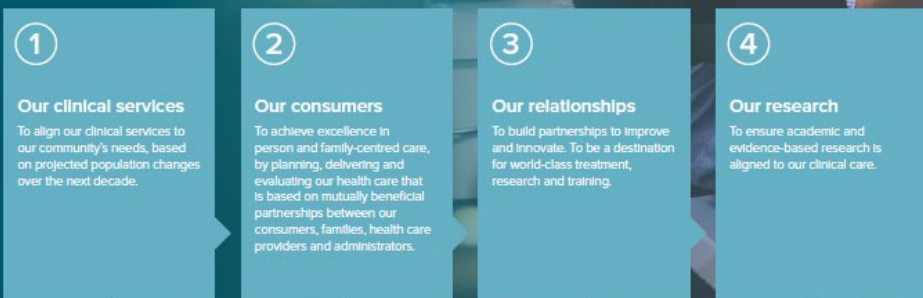 1
Our clinical services
To align our clinical services to
our community's needs, based
on projected population changes
over the next decade.
2
Our consumers
To achieve excellence in
person and family-centred care,
by planning, delivering and
evaluating our health care that
is based on mutually beneficial
partnerships between our
consumers, families, health care
providers and administrators.
3
Our relationships
To build partnerships to improve
and innovate. To be a destination
for world-class treatment,
research and training.
4
Our research
To ensure academic and
evidence-based research is
aligned to our clinical care.